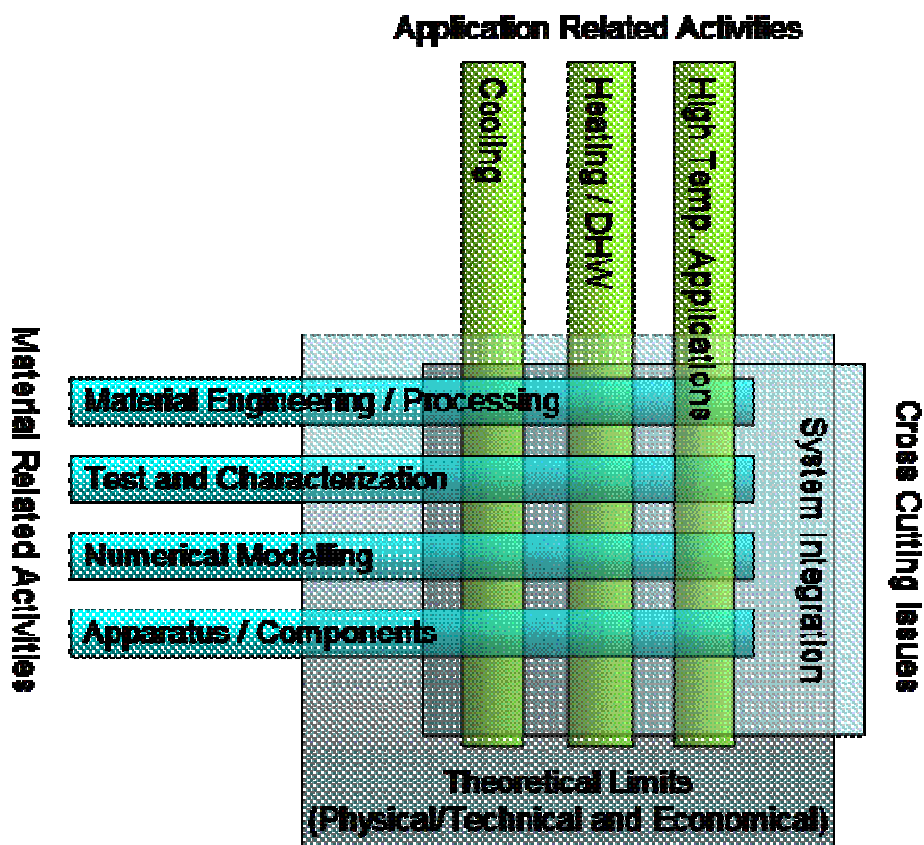 Application Related Activities
Cooling
Heating / DHW
High Temp. Applications
Material Related Activities
Material Engineering / Processing
Test and Characterization
Numerical Modelling
Apparatus / Components
System Integration
Cross Cutting Issues
Theoretical Limits
(Physical/Technical and Economical)